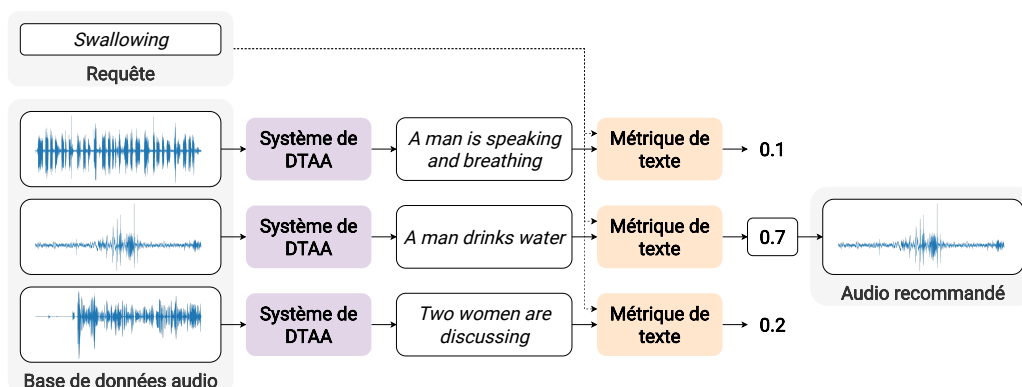 Swallowing
Requête
Système de
DTAA
A man is speaking
and breathing
Métrique de
texte
0.1
Système de
DTAA
A man drinks water
Métrique de
texte
0.7
Audio recommandé
Système de
DTAA
Two women are
discussing
Métrique de
texte
0.2
Base de données audio